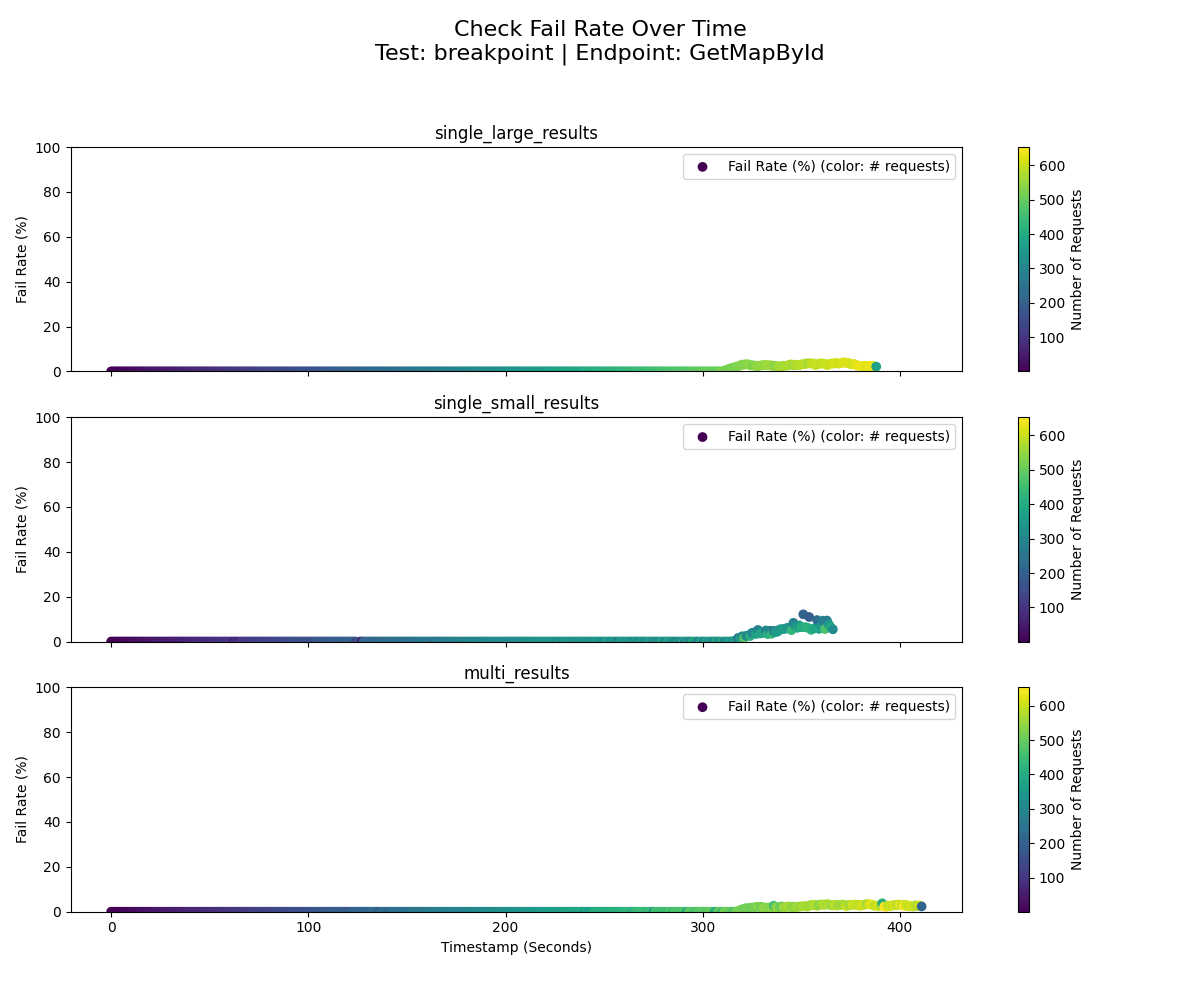 Check Fail Rate Over Time
Test: breakpoint | Endpoint: GetMapById
single_large_results
100
80
60
40
20
0
Fail Rate (%)
Fail Rate (%) (color: # requests)
600
500
400
300
200
100
Number of Requests
single_small_results
100
80
60
40
20
0
Fail Rate (%)
Fail Rate (%) (color: # requests)
600
500
400
300
200
100
Number of Requests
multi_results
100
80
60
40
20
0
Fail Rate (%)
Fail Rate (%) (color: # requests)
600
500
400
300
200
100
Number of Requests
0 100 200 300 400
Timestamp (Seconds)